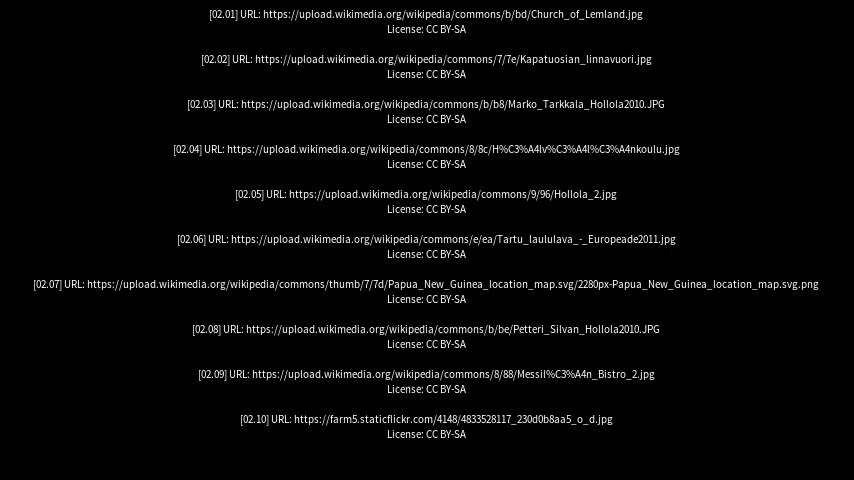 [02.01] URL: https://upload.wikimedia.org/wikipedia/commons/b/bd/Church_of_Lemland.jpg
License: CC BY-SA
[02.02] URL: https://upload.wikimedia.org/wikipedia/commons/7/7e/Kapatuosian_linnavuori.jpg
License: CC BY-SA
[02.03] URL: https://upload.wikimedia.org/wikipedia/commons/b/b8/Marko_Tarkkala_Hollola2010.JPG
License: CC BY-SA
[02.04] URL: https://upload.wikimedia.org/wikipedia/commons/8/8c/H%C3%A4lv%C3%A4l%C3%A4nkoulu.jpg
License: CC BY-SA
[02.05] URL: https://upload.wikimedia.org/wikipedia/commons/9/96/Hollola_2.jpg
License: CC BY-SA
[02.06] URL: https://upload.wikimedia.org/wikipedia/commons/e/ea/Tartu_laululava_-_Europeade2011.jpg
License: CC BY-SA
[02.07] URL: https://upload.wikimedia.org/wikipedia/commons/thumb/7/7d/Papua_New_Guinea_location_map.svg/2280px-Papua_New_Guinea_location_map.svg.png
License: CC BY-SA
[02.08] URL: https://upload.wikimedia.org/wikipedia/commons/b/be/Petteri_Silvan_Hollola2010.JPG
License: CC BY-SA
[02.09] URL: https://upload.wikimedia.org/wikipedia/commons/8/88/Messil%C3%A4n_Bistro_2.jpg
License: CC BY-SA
[02.10] URL: https://farm5.staticflickr.com/4148/4833528117_230d0b8aa5_o_d.jpg
License: CC BY-SA